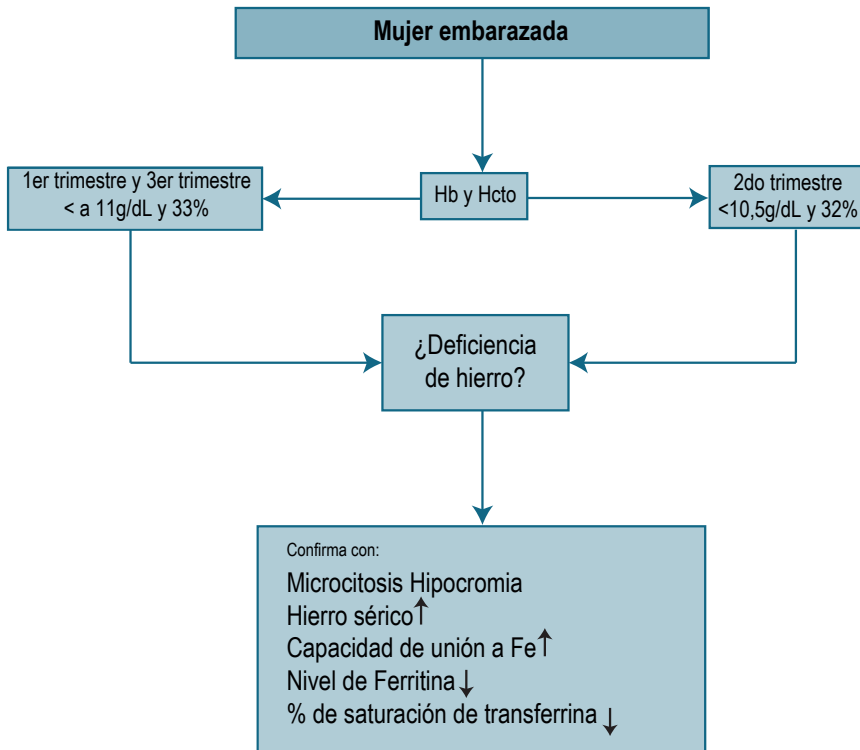 Mujer embarazada
1er trimestre y 3er trimestre
< a 11g/dL y 33%
Hb y Hcto
2do trimestre
<10,5g/dL y 32%
¿Deficiencia
de hierro?
Confirma con:
Microcitosis Hipocromia
Hierro sérico↑
Capacidad de unión a Fe↑
Nivel de Ferritina↓
% de saturación de transferrina↓